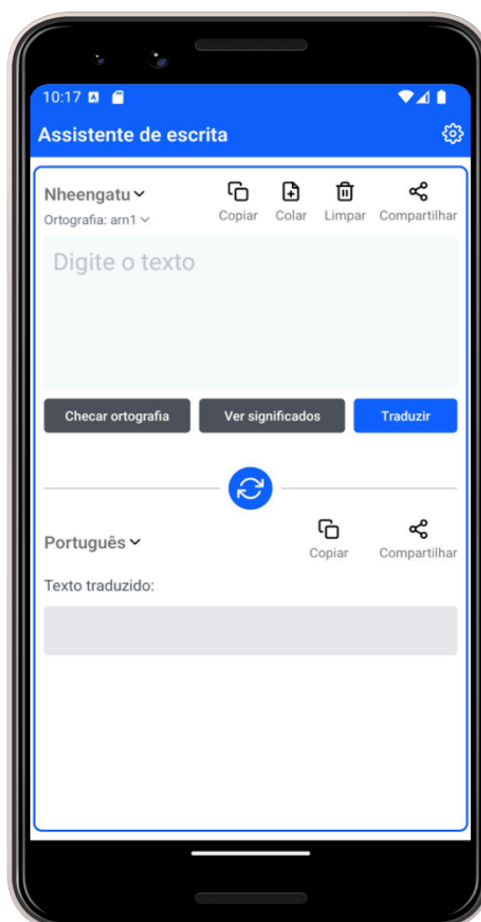 10:17
Assistente de escrita
Nheengatu
Ortografia: arn1
Copiar Colar Limpar Compartilhar
Digite o texto
Checar ortografia Ver significados Traduzir
Português
Copiar Compartilhar
Texto traduzido: